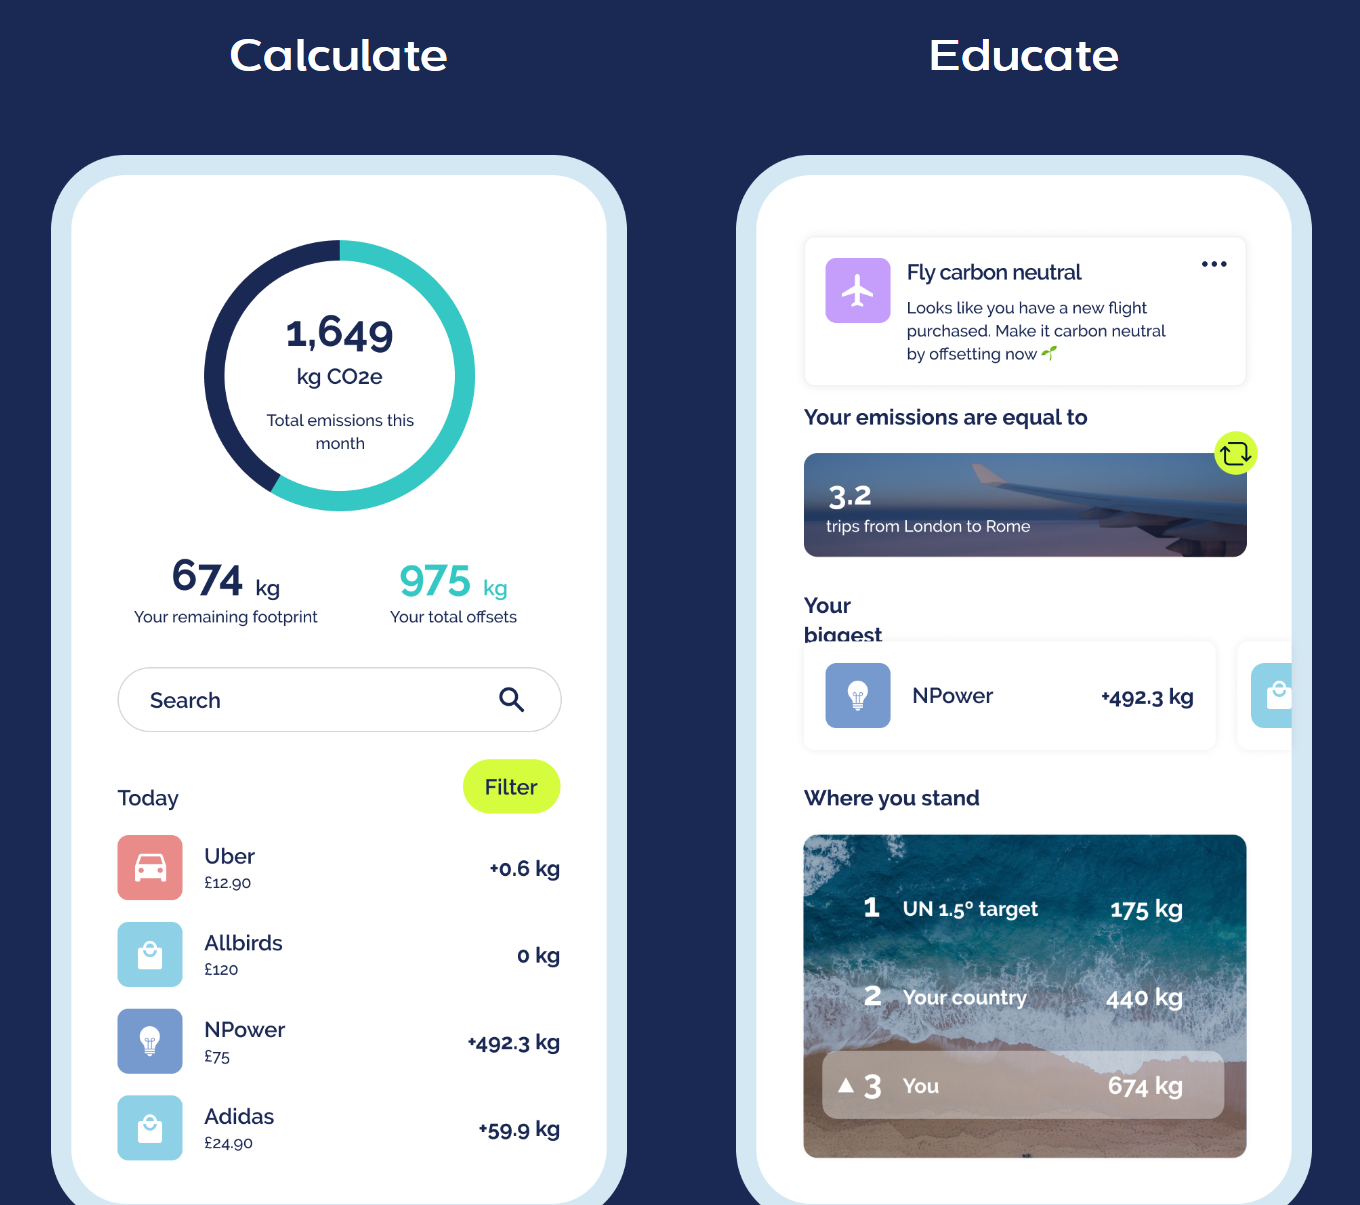 Calculate
1,649
kg CO2e
Total emissions this
month
674 kg
Your remaining footprint
975 kg
Your total offsets
Search
Filter
Today
Uber
£12.90
+0.6 kg
Allbirds
£120
0 kg
NPower
£75
+492.3 kg
Adidas
£24.90
+59.9 kg
Educate
Fly carbon neutral
Looks like you have a new flight
purchased. Make it carbon neutral
by offsetting now 🌱
Your emissions are equal to
3.2
trips from London to Rome
Your
biggest
NPower +492.3 kg
Where you stand
1 UN 1.5º target 175 kg
2 Your country 440 kg
▲ 3 You 674 kg